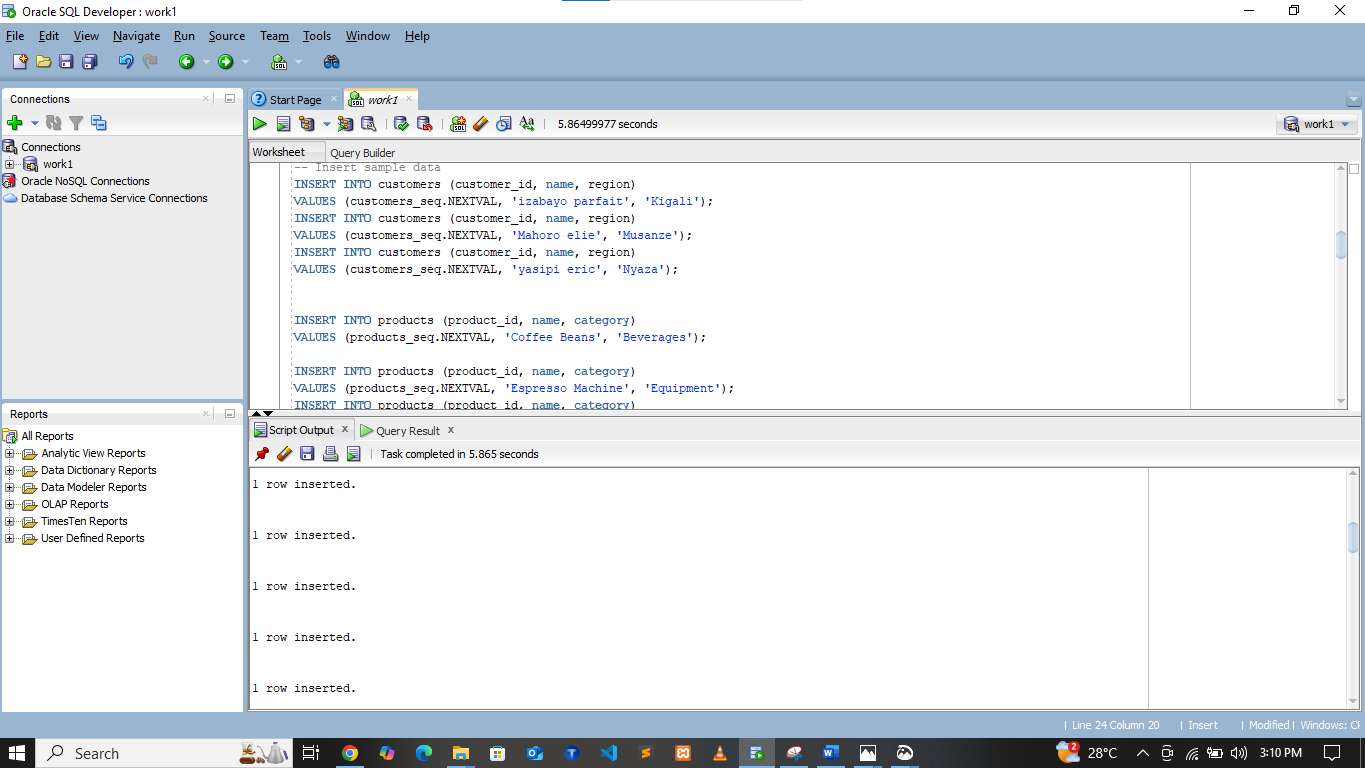 Oracle SQL Developer : work1
File Edit View Navigate Run Source Team Tools Window Help
Connections
Connections
work1
Oracle NoSQL Connections
Database Schema Service Connections
Reports
All Reports
Analytic View Reports
Data Dictionary Reports
Data Modeler Reports
OLAP Reports
TimesTen Reports
User Defined Reports
Start Page work1
5.86499977 seconds
work1
Worksheet Query Builder
-- Insert sample data
INSERT INTO customers (customer_id, name, region)
VALUES (customers_seq.NEXTVAL, 'izabayo parfait', 'Kigali');
INSERT INTO customers (customer_id, name, region)
VALUES (customers_seq.NEXTVAL, 'Mahoro elie', 'Musanze');
INSERT INTO customers (customer_id, name, region)
VALUES (customers_seq.NEXTVAL, 'yasipi eric', 'Nyaza');
INSERT INTO products (product_id, name, category)
VALUES (products_seq.NEXTVAL, 'Coffee Beans', 'Beverages');
INSERT INTO products (product_id, name, category)
VALUES (products_seq.NEXTVAL, 'Espresso Machine', 'Equipment');
INSERT INTO products (product_id, name, category)
Script Output x Query Result x
Task completed in 5.865 seconds
1 row inserted.
1 row inserted.
1 row inserted.
1 row inserted.
1 row inserted.
Line 24 Column 20 Insert Modified Windows:
Search 2 28°C 3:10 PM